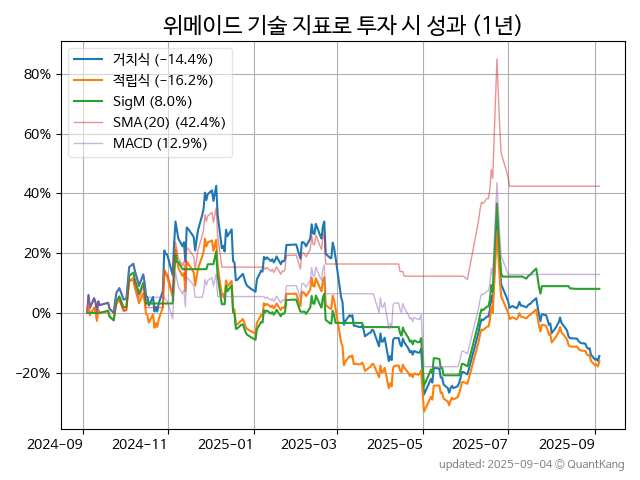 위메이드 기술 지표로 투자 시 성과 (1년)
거치식 (−14.4%)
적립식 (−16.2%)
SigM (8.0%)
SMA(20) (42.4%)
MACD (12.9%)
80%
60%
40%
20%
0%
−20%
2024-09 2024-11 2025-01 2025-03 2025-05 2025-07 2025-09
updated: 2025-09-04 © QuantKang